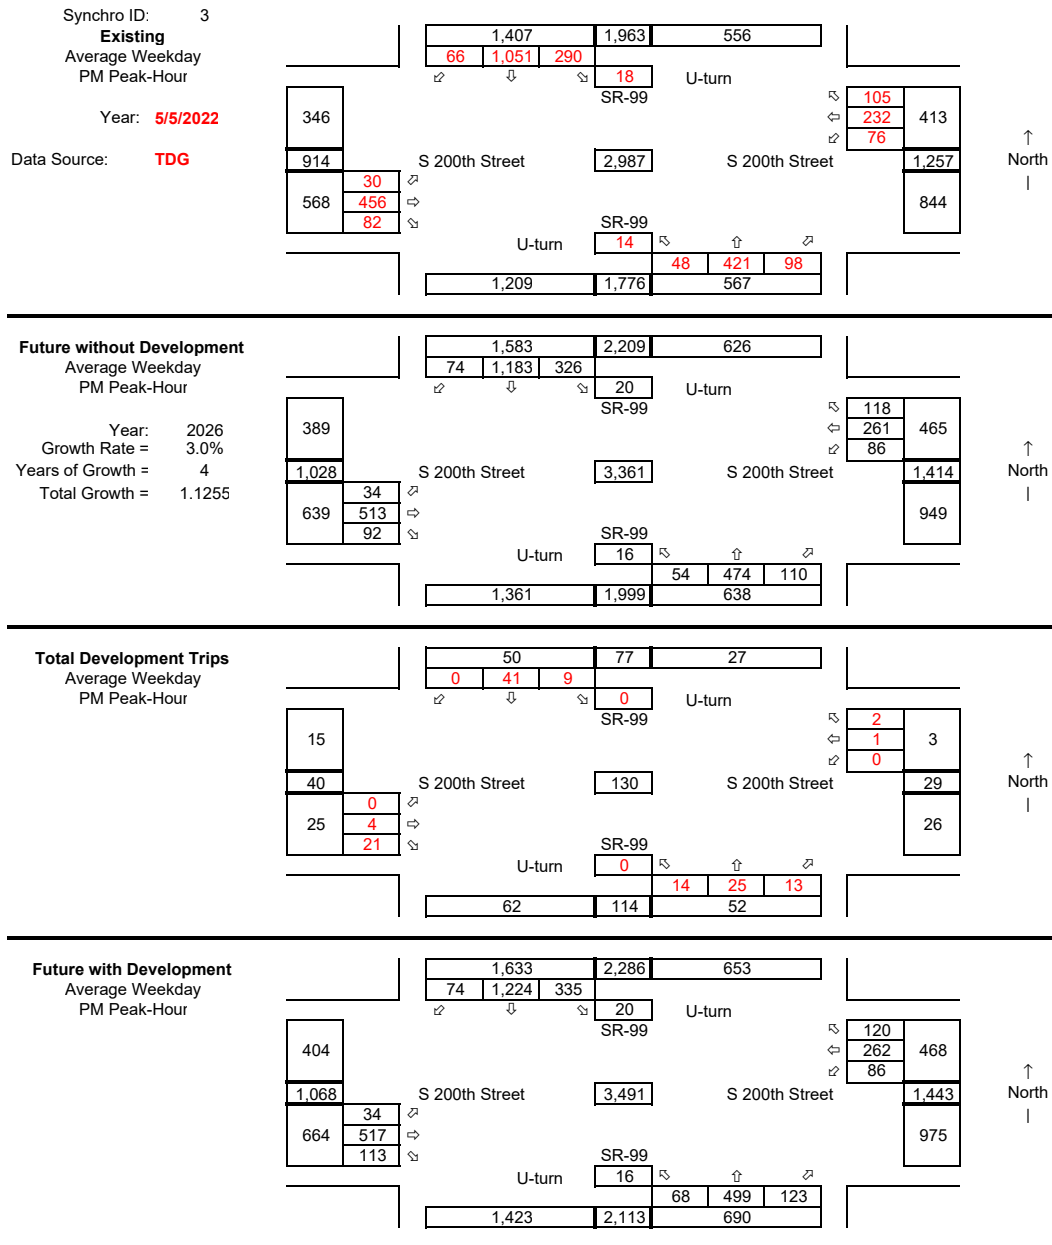 Synchro ID: 3
Existing
Average Weekday
PM Peak-Hour
Year: 5/5/2022
Data Source: TDG
1,407 1,963 556
66 1,051 290
⬃ ⇩ ⬂ 18 U-turn
SR-99
⬁ 105
346 ⇦ 232 413
⬃ 76 ↑
914 S 200th Street 2,987 S 200th Street 1,257 North
30 ⬀ |
568 456 ⇨ 844
82 ⬂ SR-99
U-turn 14 ⬁ ⇧ ⬀
48 421 98
1,209 1,776 567
Future without Development
Average Weekday
PM Peak-Hour
Year: 2026
Growth Rate = 3.0%
Years of Growth = 4
Total Growth = 1.1255
1,583 2,209 626
74 1,183 326
⬃ ⇩ ⬂ 20 U-turn
SR-99
⬁ 118
389 ⇦ 261 465
⬃ 86 ↑
1,028 S 200th Street 3,361 S 200th Street 1,414 North
34 ⬀ |
639 513 ⇨ 949
92 ⬂ SR-99
U-turn 16 ⬁ ⇧ ⬀
54 474 110
1,361 1,999 638
Total Development Trips
Average Weekday
PM Peak-Hour
50 77 27
0 41 9
⬃ ⇩ ⬂ 0 U-turn
SR-99
⬁ 2
15 ⇦ 1 3
⬃ 0 ↑
40 S 200th Street 130 S 200th Street 29 North
0 ⬀ |
25 4 ⇨ 26
21 ⬂ SR-99
U-turn 0 ⬁ ⇧ ⬀
14 25 13
62 114 52
Future with Development
Average Weekday
PM Peak-Hour
1,633 2,286 653
74 1,224 335
⬃ ⇩ ⬂ 20 U-turn
SR-99
⬁ 120
404 ⇦ 262 468
⬃ 86 ↑
1,068 S 200th Street 3,491 S 200th Street 1,443 North
34 ⬀ |
664 517 ⇨ 975
113 ⬂ SR-99
U-turn 16 ⬁ ⇧ ⬀
68 499 123
1,423 2,113 690